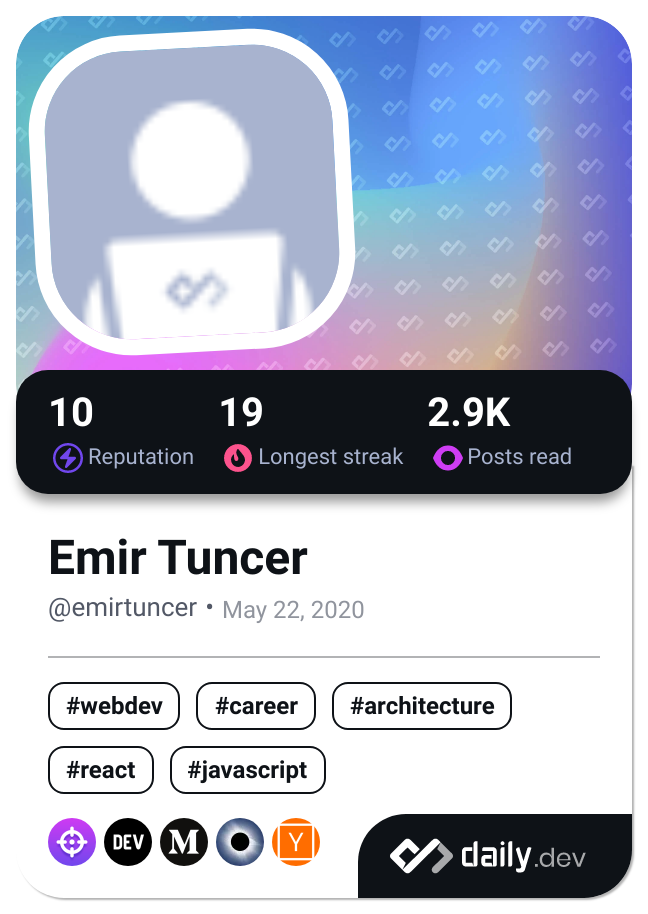 10 19 2.9K
Reputation Longest streak Posts read
Emir Tuncer
@emirtuncer • May 22, 2020
#webdev #career #architecture
#react #javascript
DEV M Y
daily.dev